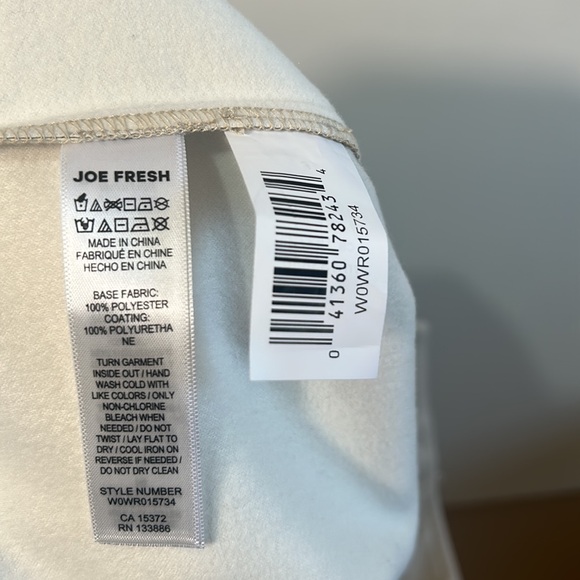 JOE FRESH
MADE IN CHINA
FABRIQUÉ EN CHINE
HECHO EN CHINA
BASE FABRIC:
100% POLYESTER
COATING:
100% POLYURETHA
NE
TURN GARMENT
INSIDE OUT / HAND
WASH COLD WITH
LIKE COLORS / ONLY
NON-CHLORINE
BLEACH WHEN
NEEDED / DO NOT
TWIST / LAY FLAT TO
DRY / COOL IRON ON
REVERSE IF NEEDED /
DO NOT DRY CLEAN
STYLE NUMBER
W0WR015734
CA 15372
RN 133886
0 41360 78243 4
W0WR015734